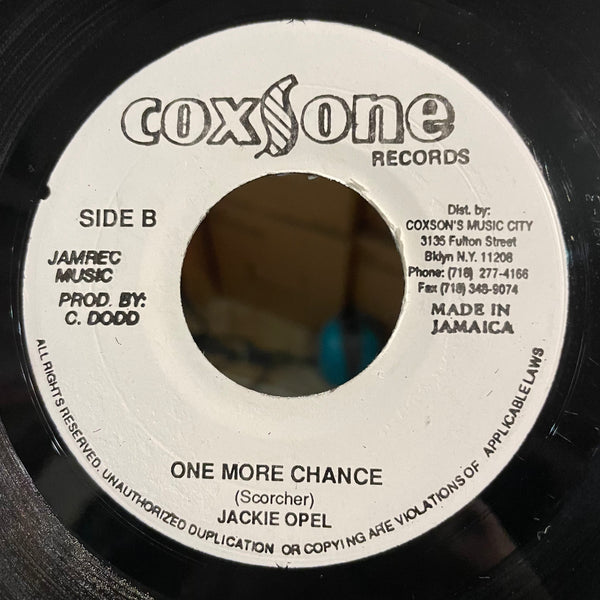 coxsone
RECORDS
SIDE B
JAMREC
MUSIC
PROD. BY:
C. DODD
Dist. by:
COXSON'S MUSIC CITY
3135 Fulton Street
Bklyn N.Y. 11208
Phone: (718) 277-4166
Fax (718) 348-9074
MADE IN
JAMAICA
ONE MORE CHANCE
(Scorcher)
JACKIE OPEL
ALL RIGHTS RESERVED. UNAUTHORIZED DUPLICATION OR COPYING ARE VIOLATIONS OF APPLICABLE LAWS